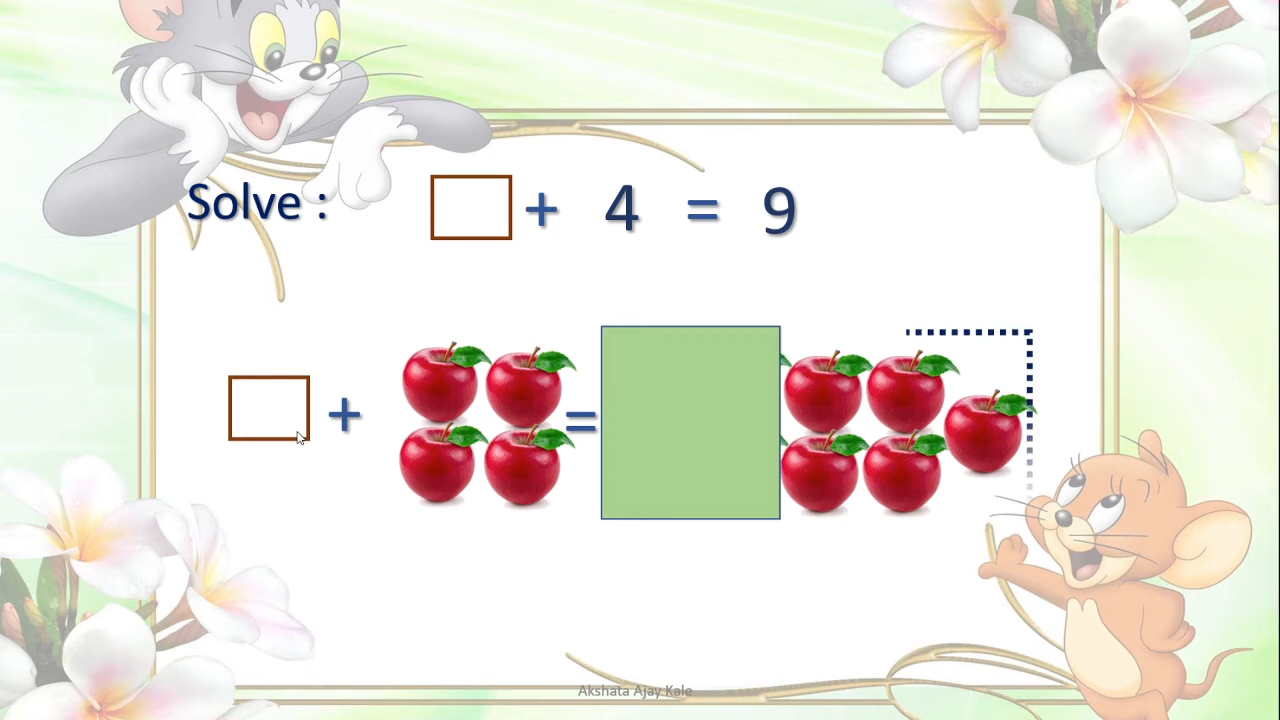 Solve : + 4 = 9
+ =
Akshata Ajay Kale